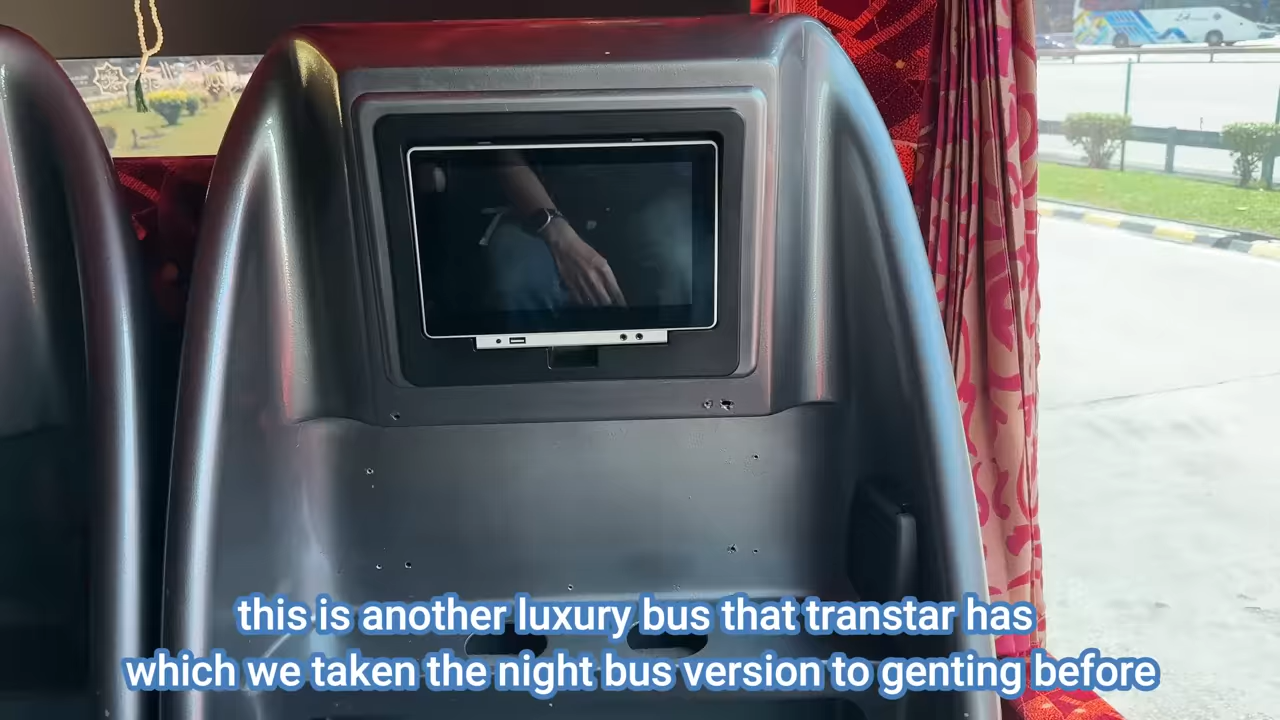 this is another luxury bus that transtar has
which we taken the night bus version to genting before